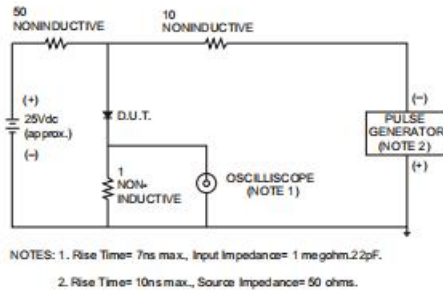 50
NONINDUCTIVE
10
NONINDUCTIVE
(+)
25Vdc
(approx.)
(−)
D.U.T.
1
NON-
INDUCTIVE
OSCILLISCOPE
(NOTE 1)
(−)
PULSE
GENERATOR
(NOTE 2)
(+)
NOTES: 1. Rise Time= 7ns max., Input Impedance= 1 megohm.22pF.
2. Rise Time= 10ns max., Source Impedance= 50 ohms.